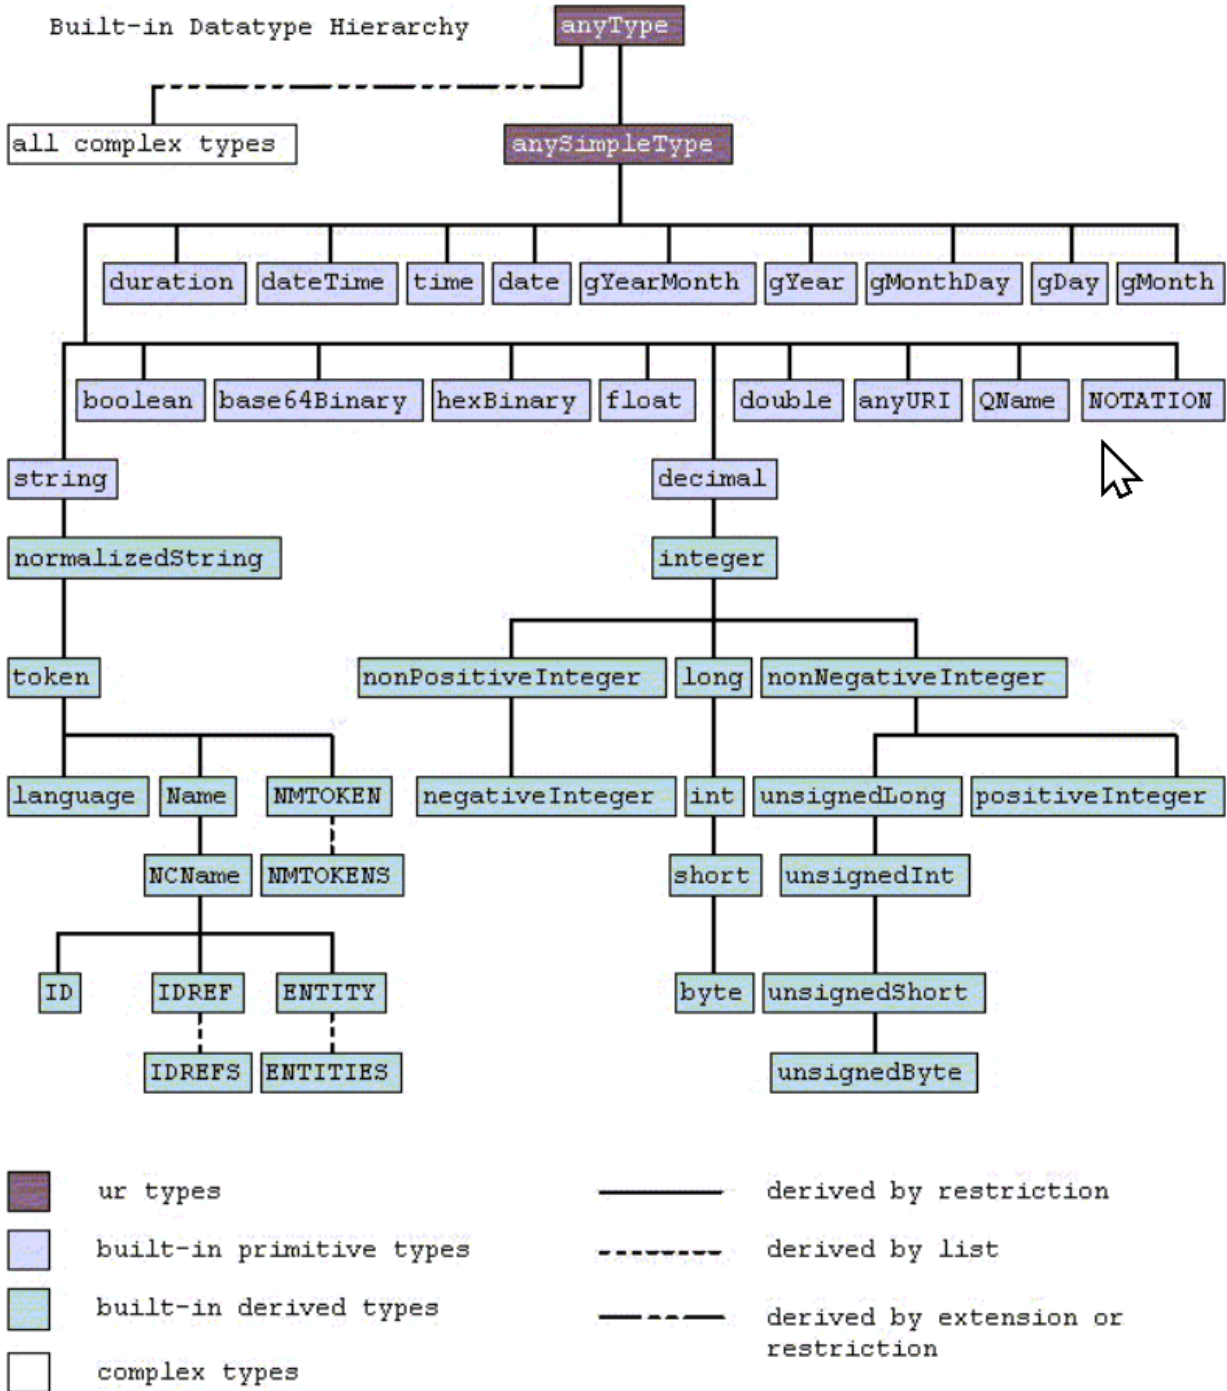 Built-in Datatype Hierarchy
anyType
all complex types
anySimpleType
duration
dateTime
time
date
gYearMonth
gYear
gMonthDay
gDay
gMonth
boolean
base64Binary
hexBinary
float
double
anyURI
QName
NOTATION
string
decimal
normalizedString
integer
token
nonPositiveInteger
long
nonNegativeInteger
language
Name
NMTOKEN
negativeInteger
int
unsignedLong
positiveInteger
NCName
NMTOKENS
short
unsignedInt
ID
IDREF
ENTITY
byte
unsignedShort
IDREFS
ENTITIES
unsignedByte
ur types
built-in primitive types
built-in derived types
complex types
derived by restriction
derived by list
derived by extension or
restriction